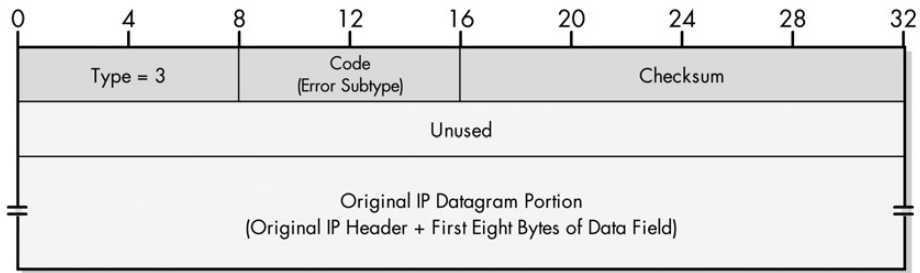 0 4 8 12 16 20 24 28 32
Type = 3
Code
(Error Subtype)
Checksum
Unused
Original IP Datagram Portion
(Original IP Header + First Eight Bytes of Data Field)